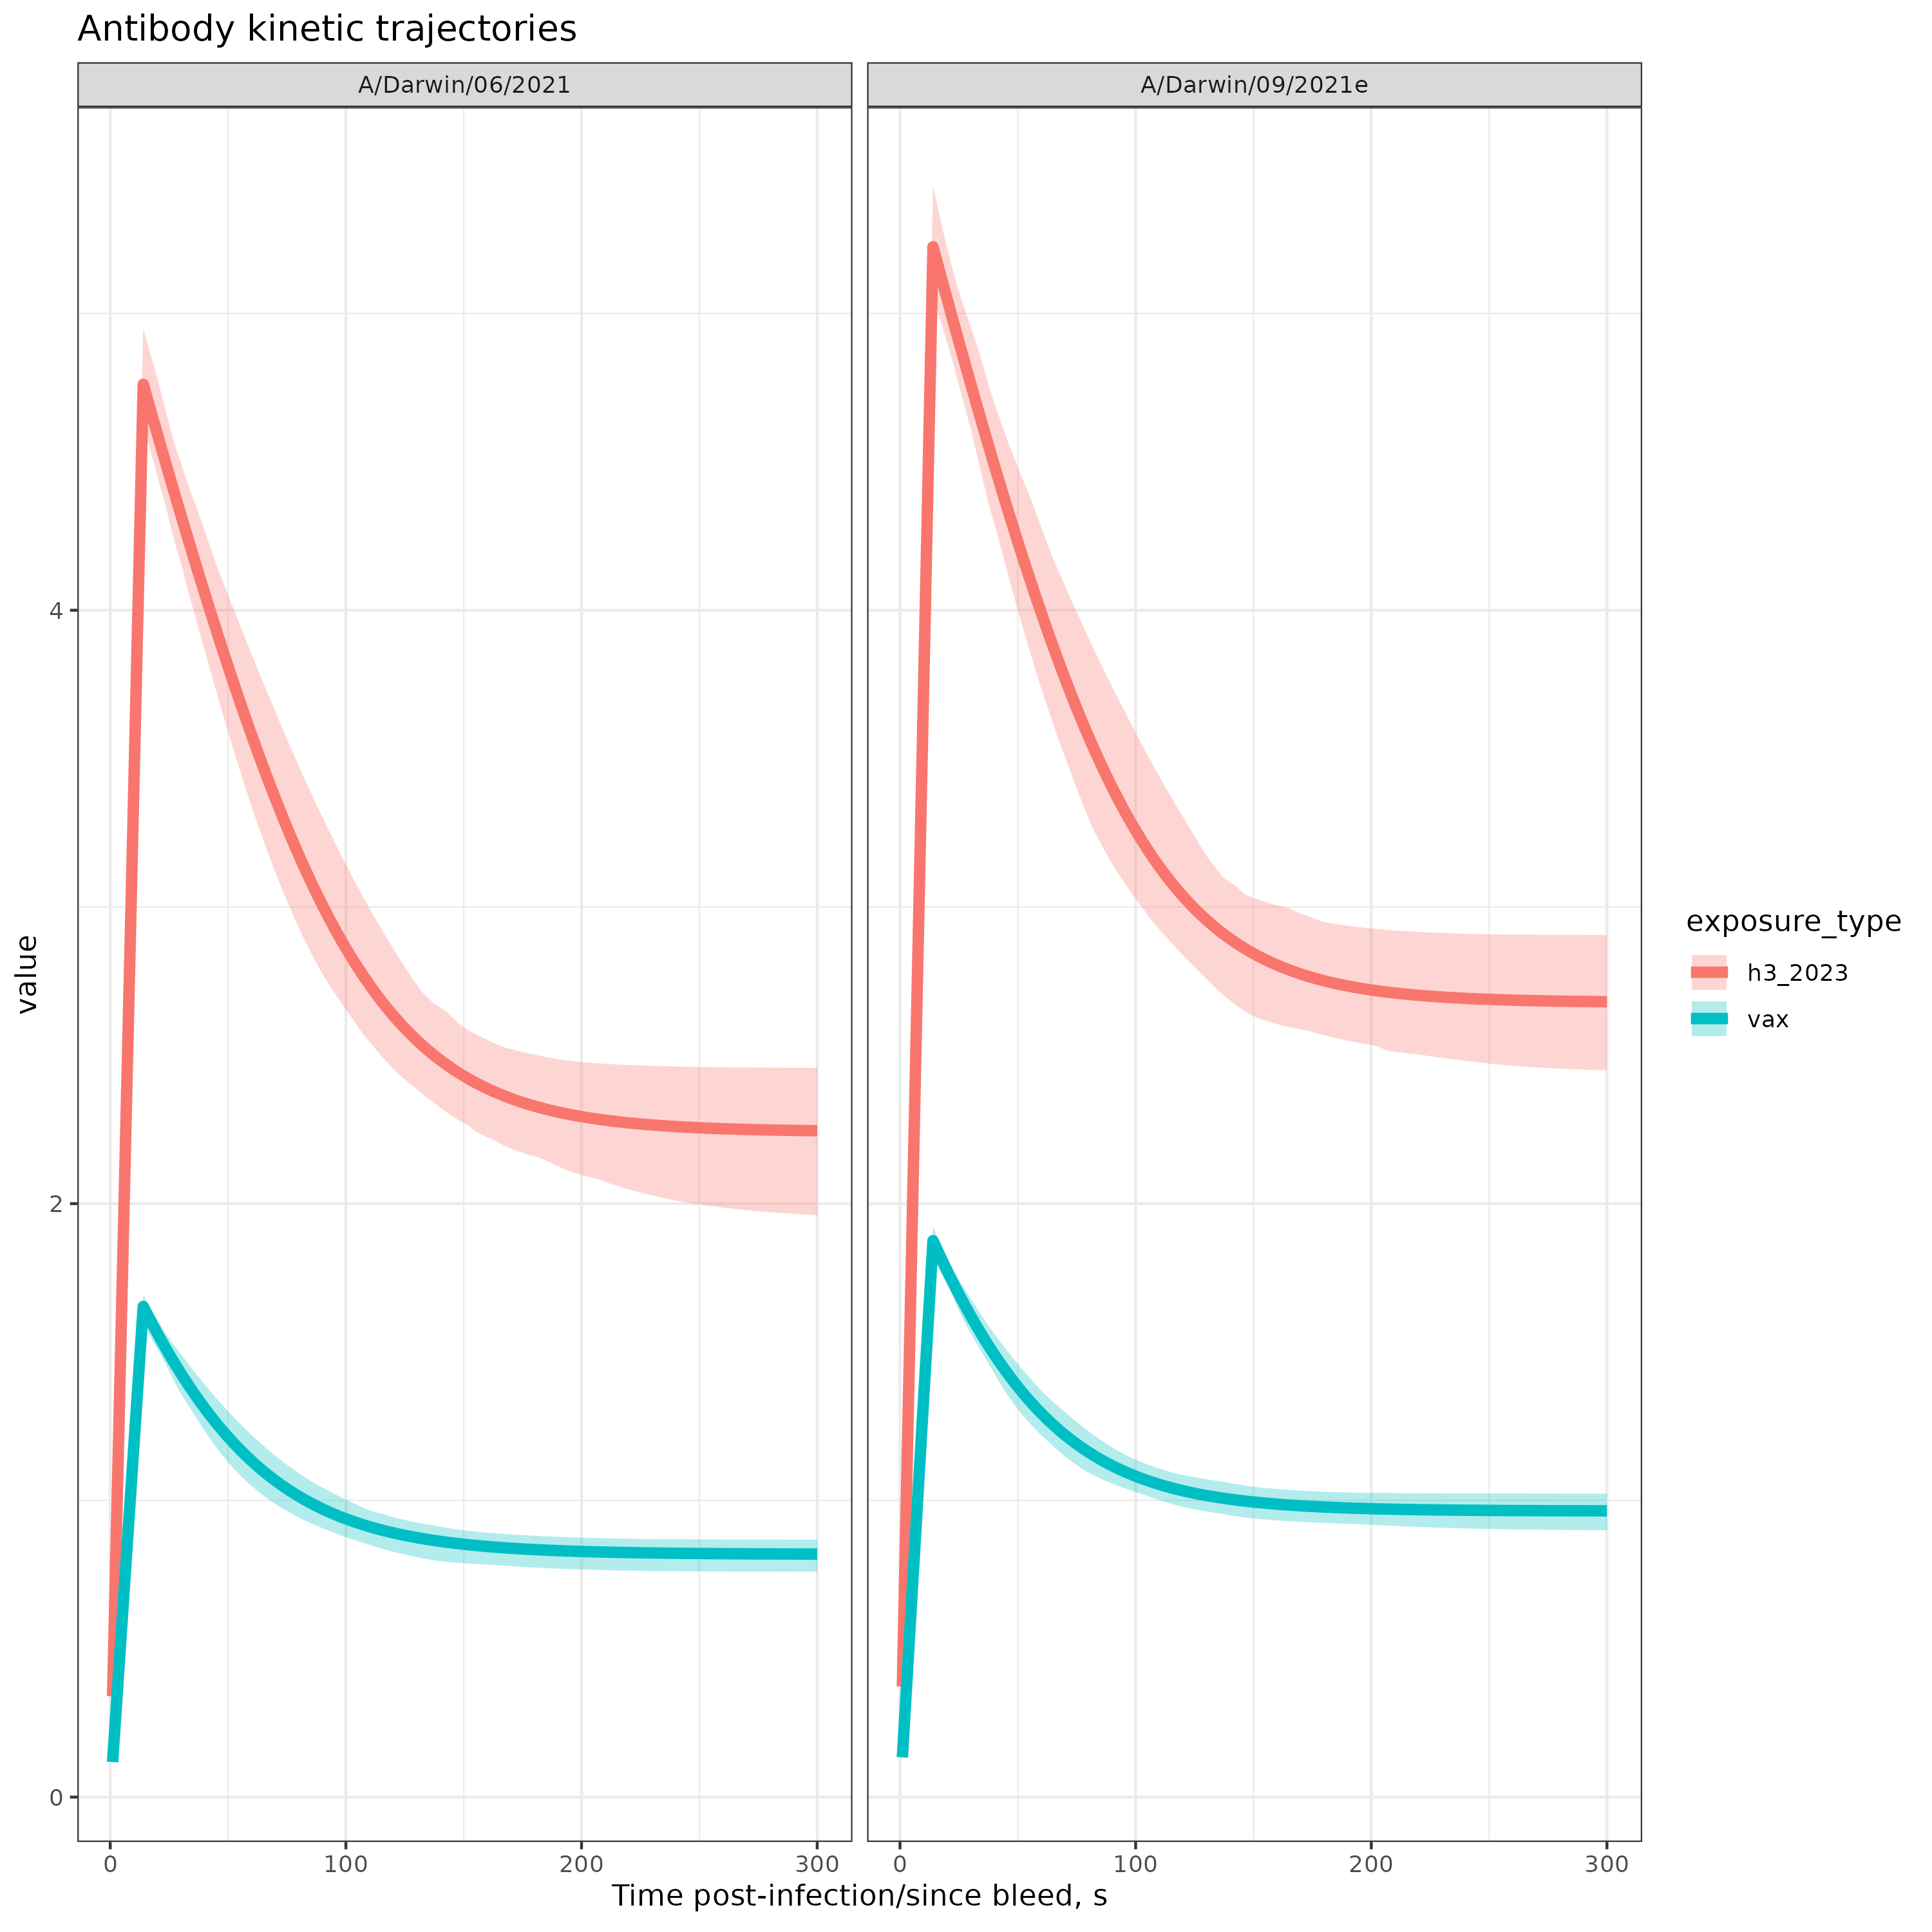 Antibody kinetic trajectories
A/Darwin/06/2021
A/Darwin/09/2021e
value
4
2
0
0
100
200
300
0
100
200
300
Time post-infection/since bleed, s
exposure_type
h3_2023
vax